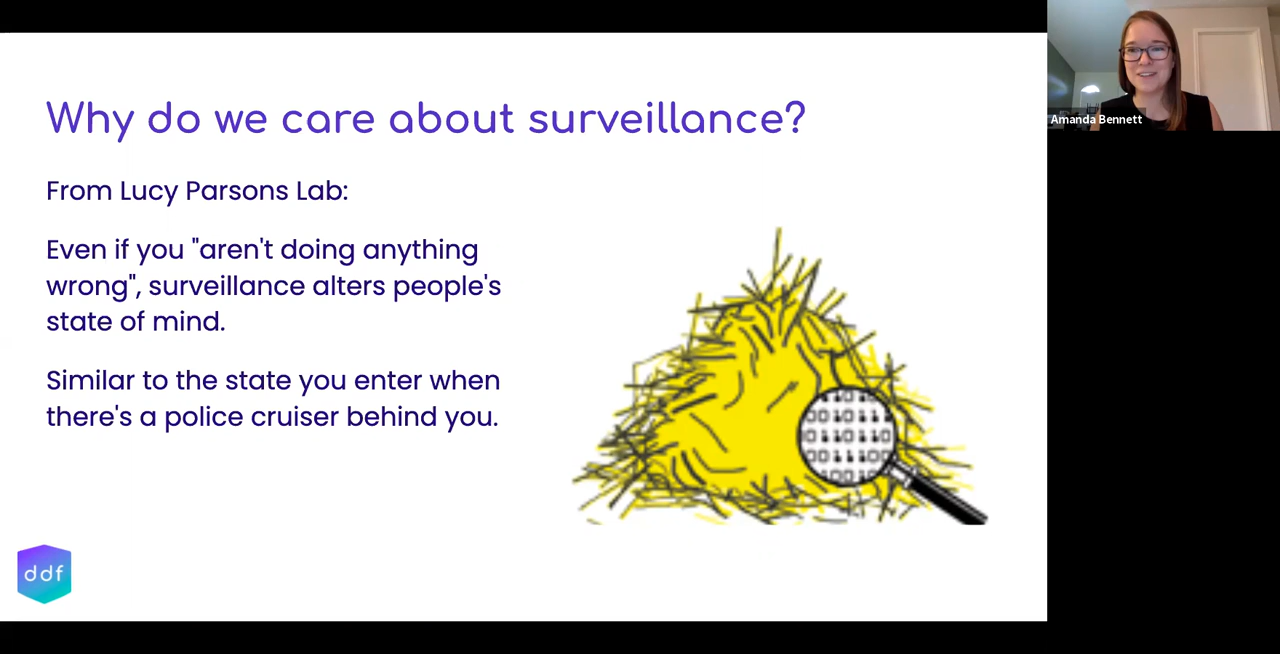 Why do we care about surveillance?
From Lucy Parsons Lab:
Even if you "aren't doing anything
wrong", surveillance alters people's
state of mind.
Similar to the state you enter when
there's a police cruiser behind you.
ddf
Amanda Bennett